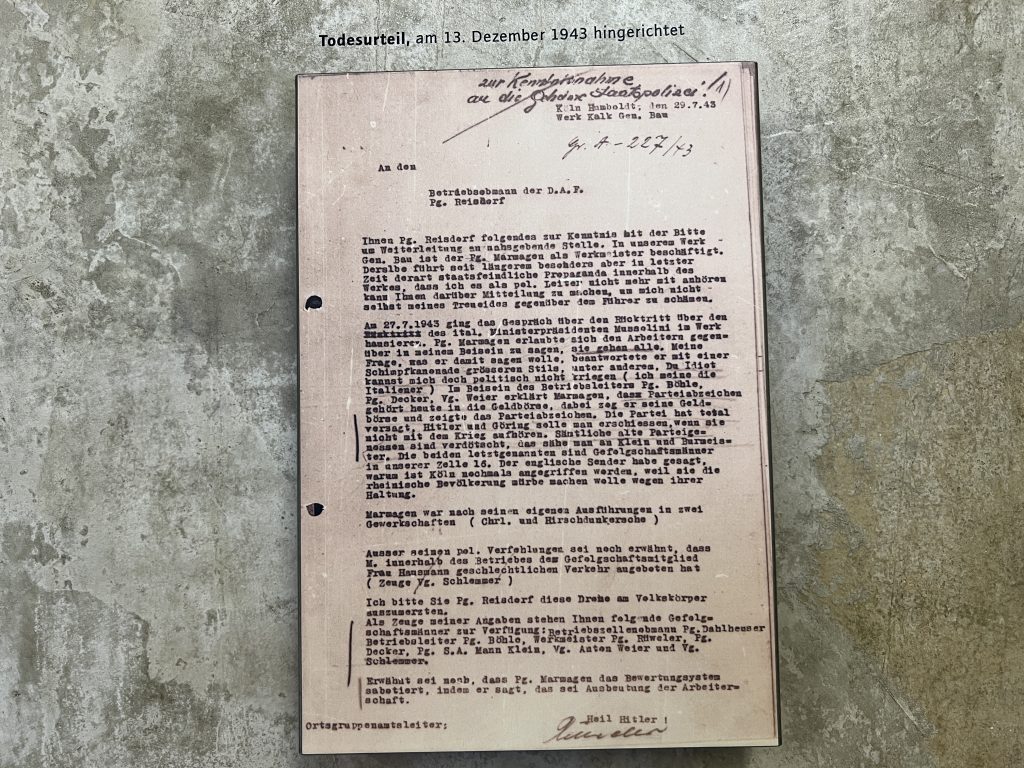 Todesurteil, am 13. Dezember 1943 hingerichtet
zur Kenntnisnahme
an die Geheime Staatspolizei!
Köln Humboldt, den 29.7.43
Werk Kalk Gen. Bau
A-227/43
An den
Betriebsobmann der D.A.F.
Pg. Reisdorf
Ihnen Pg. Reisdorf folgendes zur Kenntnis mit der Bitte
um Weiterleitung an masgebende Stelle. In unserem Werk
Gen. Bau ist der Pg. Marmagen als Werkmeister beschäftigt.
Derslbe führt seit längerem besonders aber in letzter
Zeit derart staatsfeindliche Propaganda innerhalb des
Werkes, dass ich es als pol. Leiter nicht mehr mit anhören
kann Ihnen darüber Mitteilung zu machen, um mich nicht
selbst meines Treueides gegenüber dem Führer zu schämen.
Am 27.7.1943 ging das Gespräch über den Rücktritt über den
des ital. Ministerpräsidenten Mussolini im Werk
hausieren. Pg. Marmagen erlaubte sich den Arbeitern gegen-
über in meinem Beisein zu sagen, sie gehen alle. Meine
Frage, was er damit sagen wolle, beantwortete er mit einer
Schimpfkanonade grösseren Stils, unter anderem, Du Idiot
kannst mich doch politisch nicht kriegen ( ich meine die
Italiener ) Im Beisein des Betriebsleiters Pg. Böhle,
Pg. Decker, Vg. Weier erklärt Marmagen, dass Parteiabzeichen
gehört heute in die Geldbörse, dabei zog er seine Geld-
börse und zeigte das Parteiabzeichen. Die Partei hat total
versagt, Hitler und Göring solle man erschiessen, wenn sie
nicht mit dem Krieg aufhören. Sämtliche alte Parteige-
nossen sind verdötscht, das sähe man an Klein und Burmeis-
ter. Die beiden letztgenannten sind Gefolgschaftsmänner
in unserer Zelle 16. Der englische Sender habe gesagt,
warum ist Köln nochmals angegriffen worden, weil sie die
rheinische Bevölkerung mürbe machen wolle wegen ihrer
Haltung.
Marmagen war nach seinen eigenen Ausführungen in zwei
Gewerkschaften ( Chrl. und Hirschdunkersche )
Ausser seinen pol. Verfehlungen sei noch erwähnt, dass
M. innerhalb des Betriebes dem Gefolgschaftsmitglied
Frau Hausmann geschlechtlichen Verkehr angeboten hat
( Zeuge Vg. Schlemmer )
Ich bitte Sie Pg. Reisdorf diese Drohe am Volkskörper
auszumerzten.
Als Zeuge meiner Angaben stehen Ihnen folgende Gefolg-
schaftsmänner zur Verfügung: Betriebszellenobmann Pg. Dahlheuser
Betriebsleiter Pg. Böhle, Werkmeister Pg. Rüweler, Pg.
Decker, Pg. S.A. Mann Klein, Vg. Anton Weier und Vg.
Schlemmer.
Erwähnt sei noch, dass Pg. Marmagen das Bewertungsystem
sabotiert, indem er sagt, das sei Ausbeutung der Arbeiter-
schaft.
Heil Hitler !
Ortsgruppenamtsleiter;